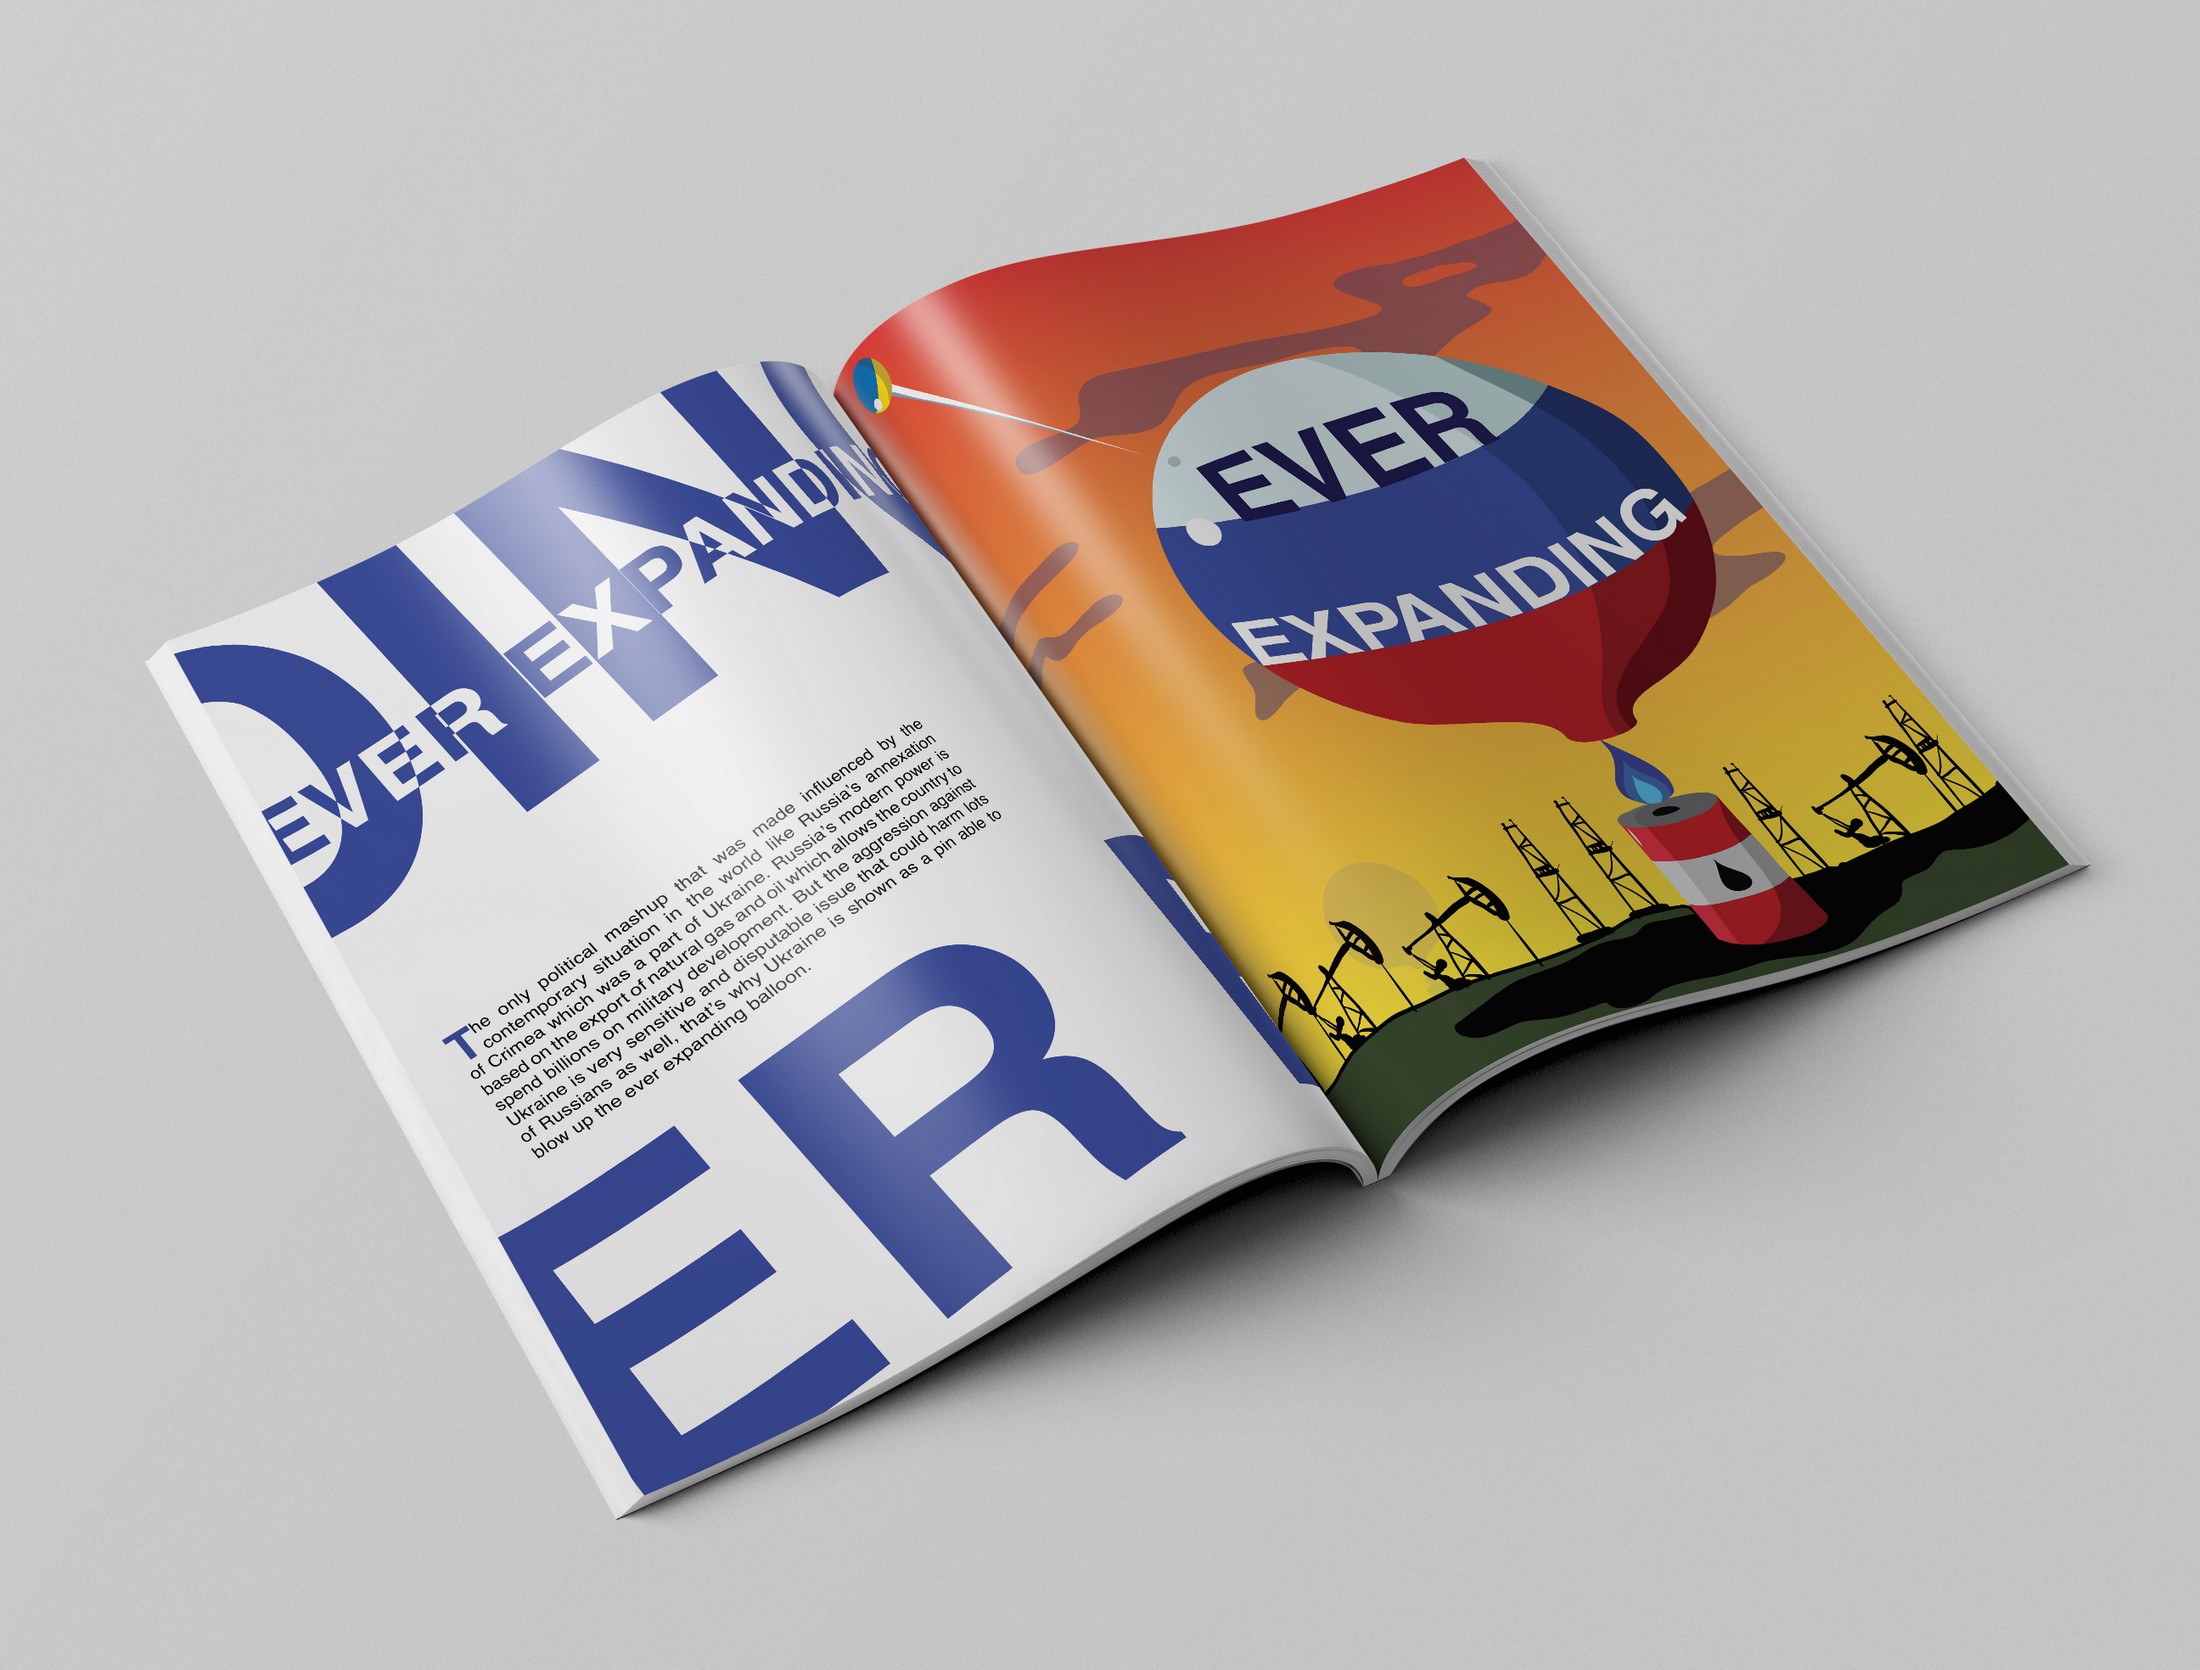 DIN
EVER EXPANDING
The only political mashup that was made influenced by the
contemporary situation in the world like Russia's annexation
of Crimea which was a part of Ukraine. Russia's modern power is
based on the export of natural gas and oil which allows the country to
spend billions on military development. But the aggression against
Ukraine is very sensitive and disputable issue that could harm lots
of Russians as well, that's why Ukraine is shown as a pin able to
blow up the ever expanding balloon.
ER
EVER
EXPANDING